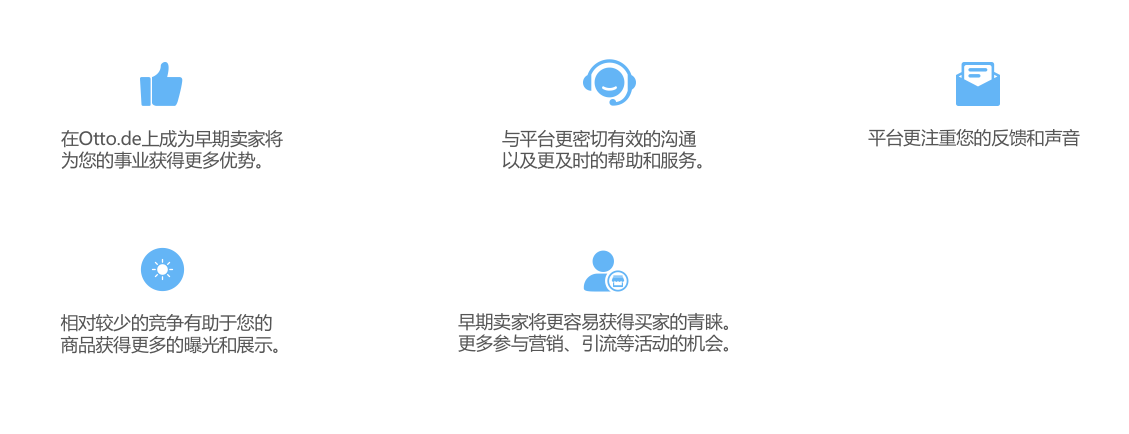 在Otto.de上成为早期卖家将
为您的事业获得更多优势。
与平台更密切有效的沟通
以及更及时的帮助和服务。
平台更注重您的反馈和声音
相对较少的竞争有助于您的
商品获得更多的曝光和展示。
早期卖家将更容易获得买家的青睐。
更多参与营销、引流等活动的机会。